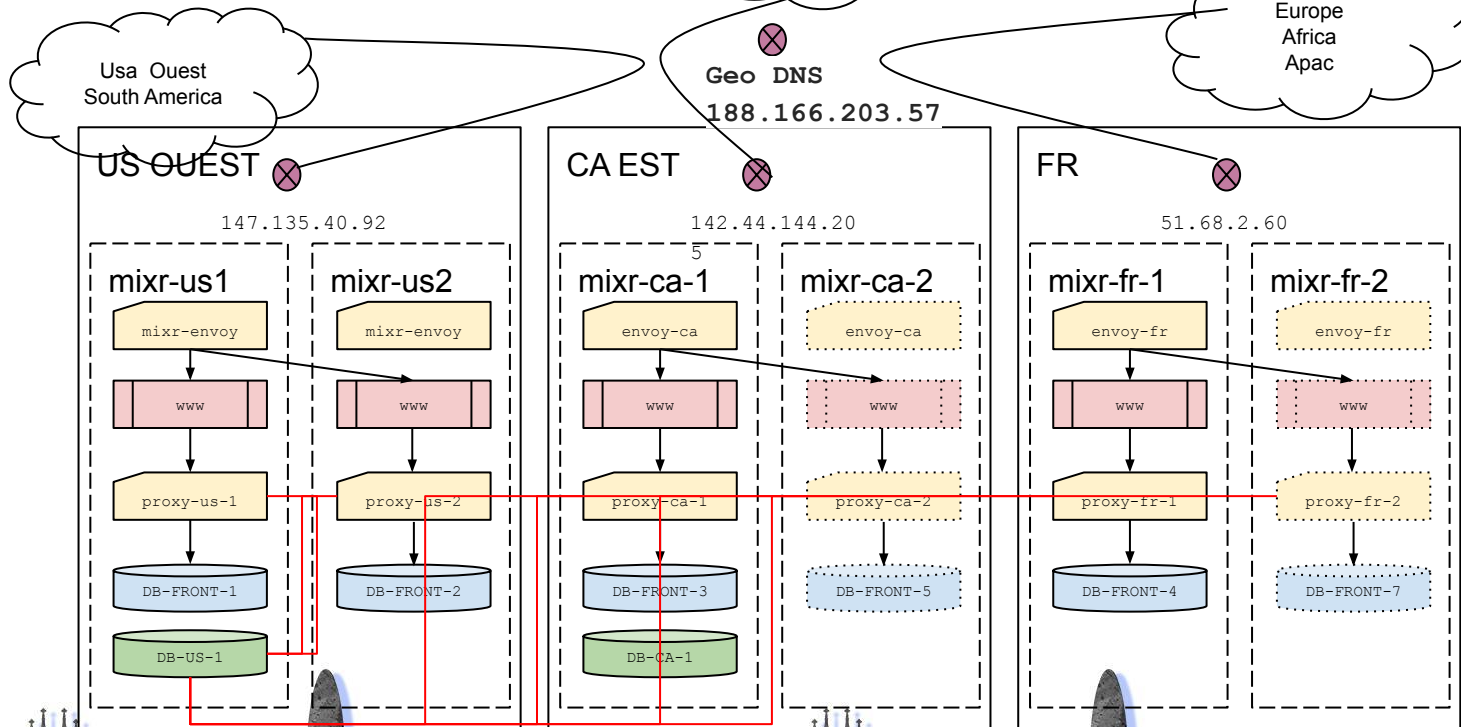 Usa Ouest
South America
Geo DNS
188.166.203.57
Europe
Africa
Apac
US OUEST
147.135.40.92
mixr-us1
mixr-envoy
www
proxy-us-1
DB-FRONT-1
DB-US-1
mixr-us2
mixr-envoy
www
proxy-us-2
DB-FRONT-2
CA EST
142.44.144.20
5
mixr-ca-1
envoy-ca
www
proxy-ca-1
DB-FRONT-3
DB-CA-1
mixr-ca-2
envoy-ca
www
proxy-ca-2
DB-FRONT-5
FR
51.68.2.60
mixr-fr-1
envoy-fr
www
proxy-fr-1
DB-FRONT-4
mixr-fr-2
envoy-fr
www
proxy-fr-2
DB-FRONT-7